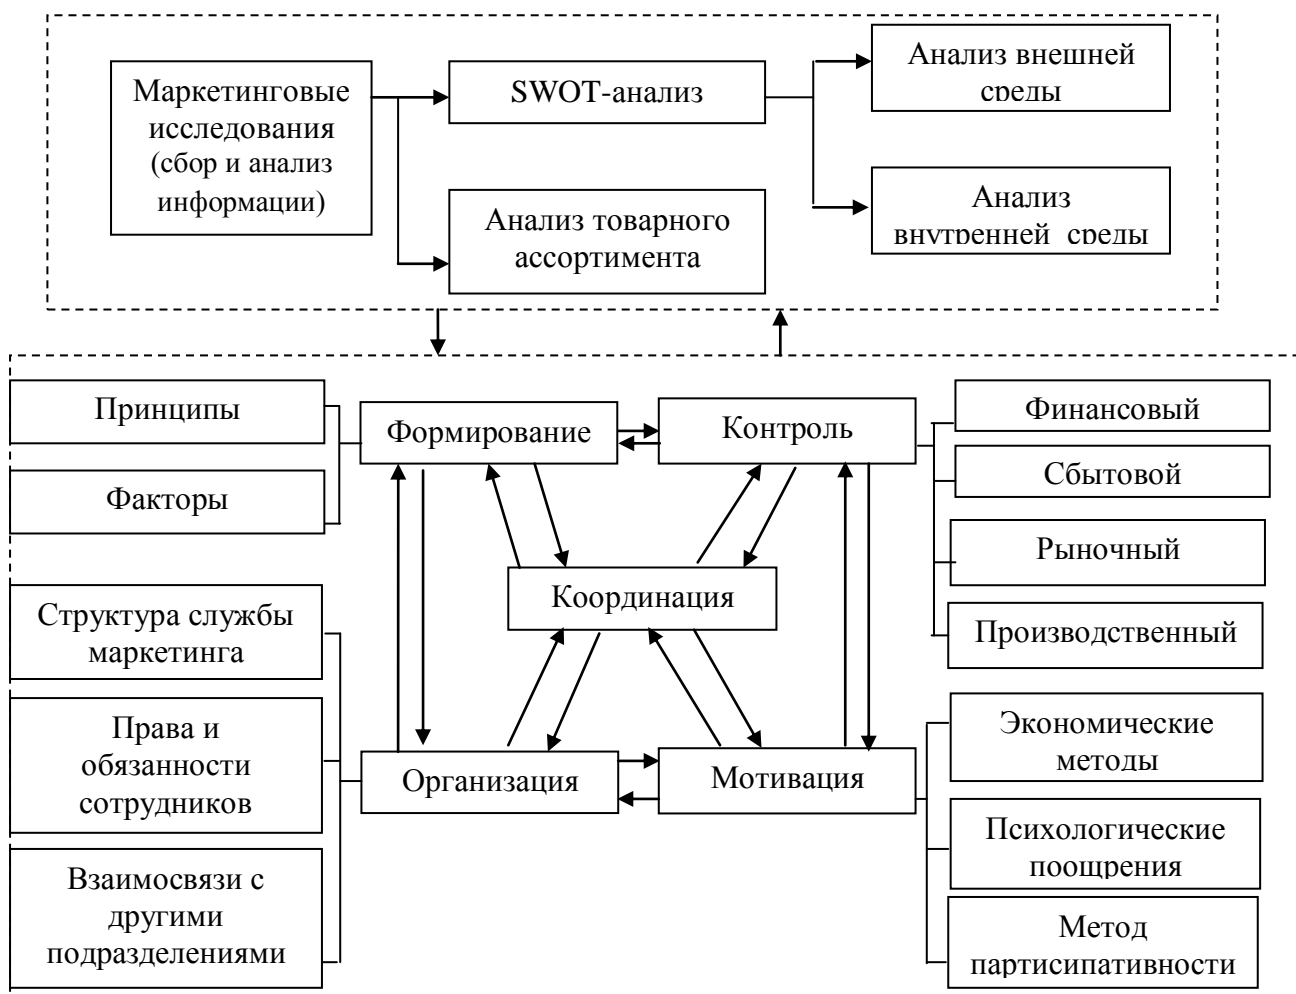 Маркетинговые
исследования
(сбор и анализ
информации)
SWOT-анализ
Анализ товарного
ассортимента
Анализ внешней
среды
Анализ
внутренней среды
Принципы
Факторы
Формирование
Контроль
Финансовый
Сбытовой
Рыночный
Производственный
Координация
Структура службы
маркетинга
Права и
обязанности
сотрудников
Взаимосвязи с
другими
подразделениями
Организация
Мотивация
Экономические
методы
Психологические
поощрения
Метод
партисипативности